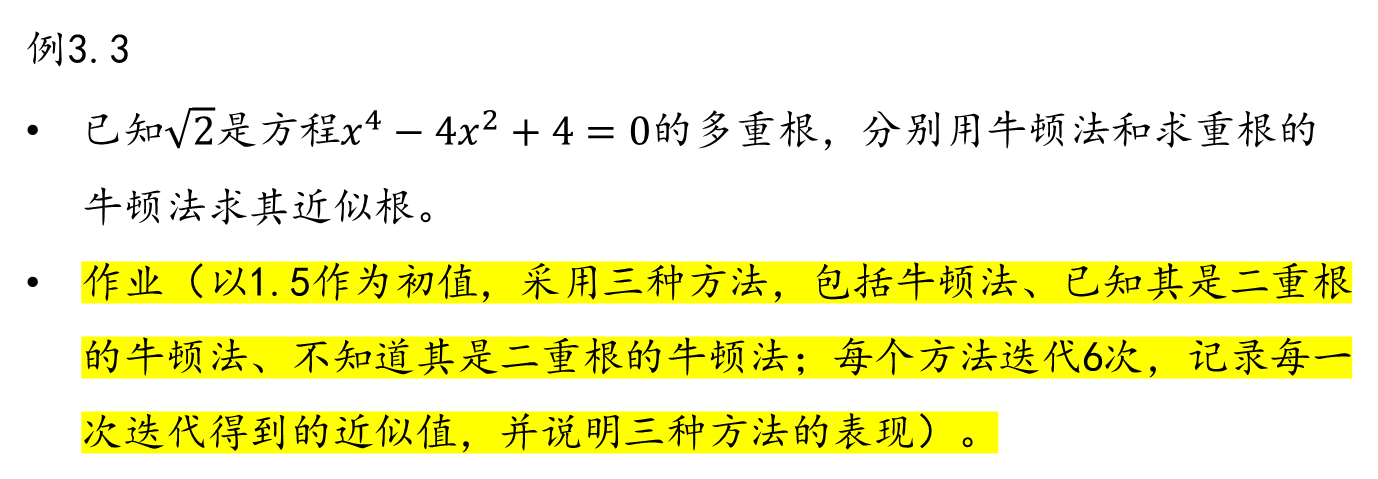 例3.3
• 已知√2是方程x⁴ − 4x² + 4 = 0的多重根，分别用牛顿法和求重根的
牛顿法求其近似根。
• 作业（以1.5作为初值，采用三种方法，包括牛顿法、已知其是二重根
的牛顿法、不知道其是二重根的牛顿法；每个方法迭代6次，记录每一
次迭代得到的近似值，并说明三种方法的表现）。